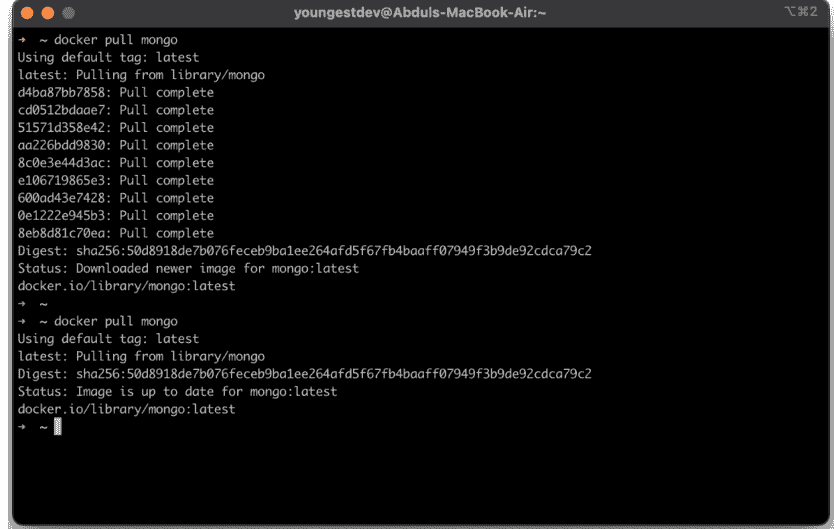 youngestdev@Abduls-MacBook-Air:~
⌥⌘2
→ ~ docker pull mongo
Using default tag: latest
latest: Pulling from library/mongo
d4ba87bb7858: Pull complete
cd0512bdaae7: Pull complete
51571d358e42: Pull complete
aa226bdd9830: Pull complete
8c0e3e44d3ac: Pull complete
e106719865e3: Pull complete
600ad43e7428: Pull complete
0e1222e945b3: Pull complete
8eb8d81c70ea: Pull complete
Digest: sha256:50d8918de7b076feceb9ba1ee264afd5f67fb4baaff07949f3b9de92cdca79c2
Status: Downloaded newer image for mongo:latest
docker.io/library/mongo:latest
→ ~
→ ~ docker pull mongo
Using default tag: latest
latest: Pulling from library/mongo
Digest: sha256:50d8918de7b076feceb9ba1ee264afd5f67fb4baaff07949f3b9de92cdca79c2
Status: Image is up to date for mongo:latest
docker.io/library/mongo:latest
→ ~